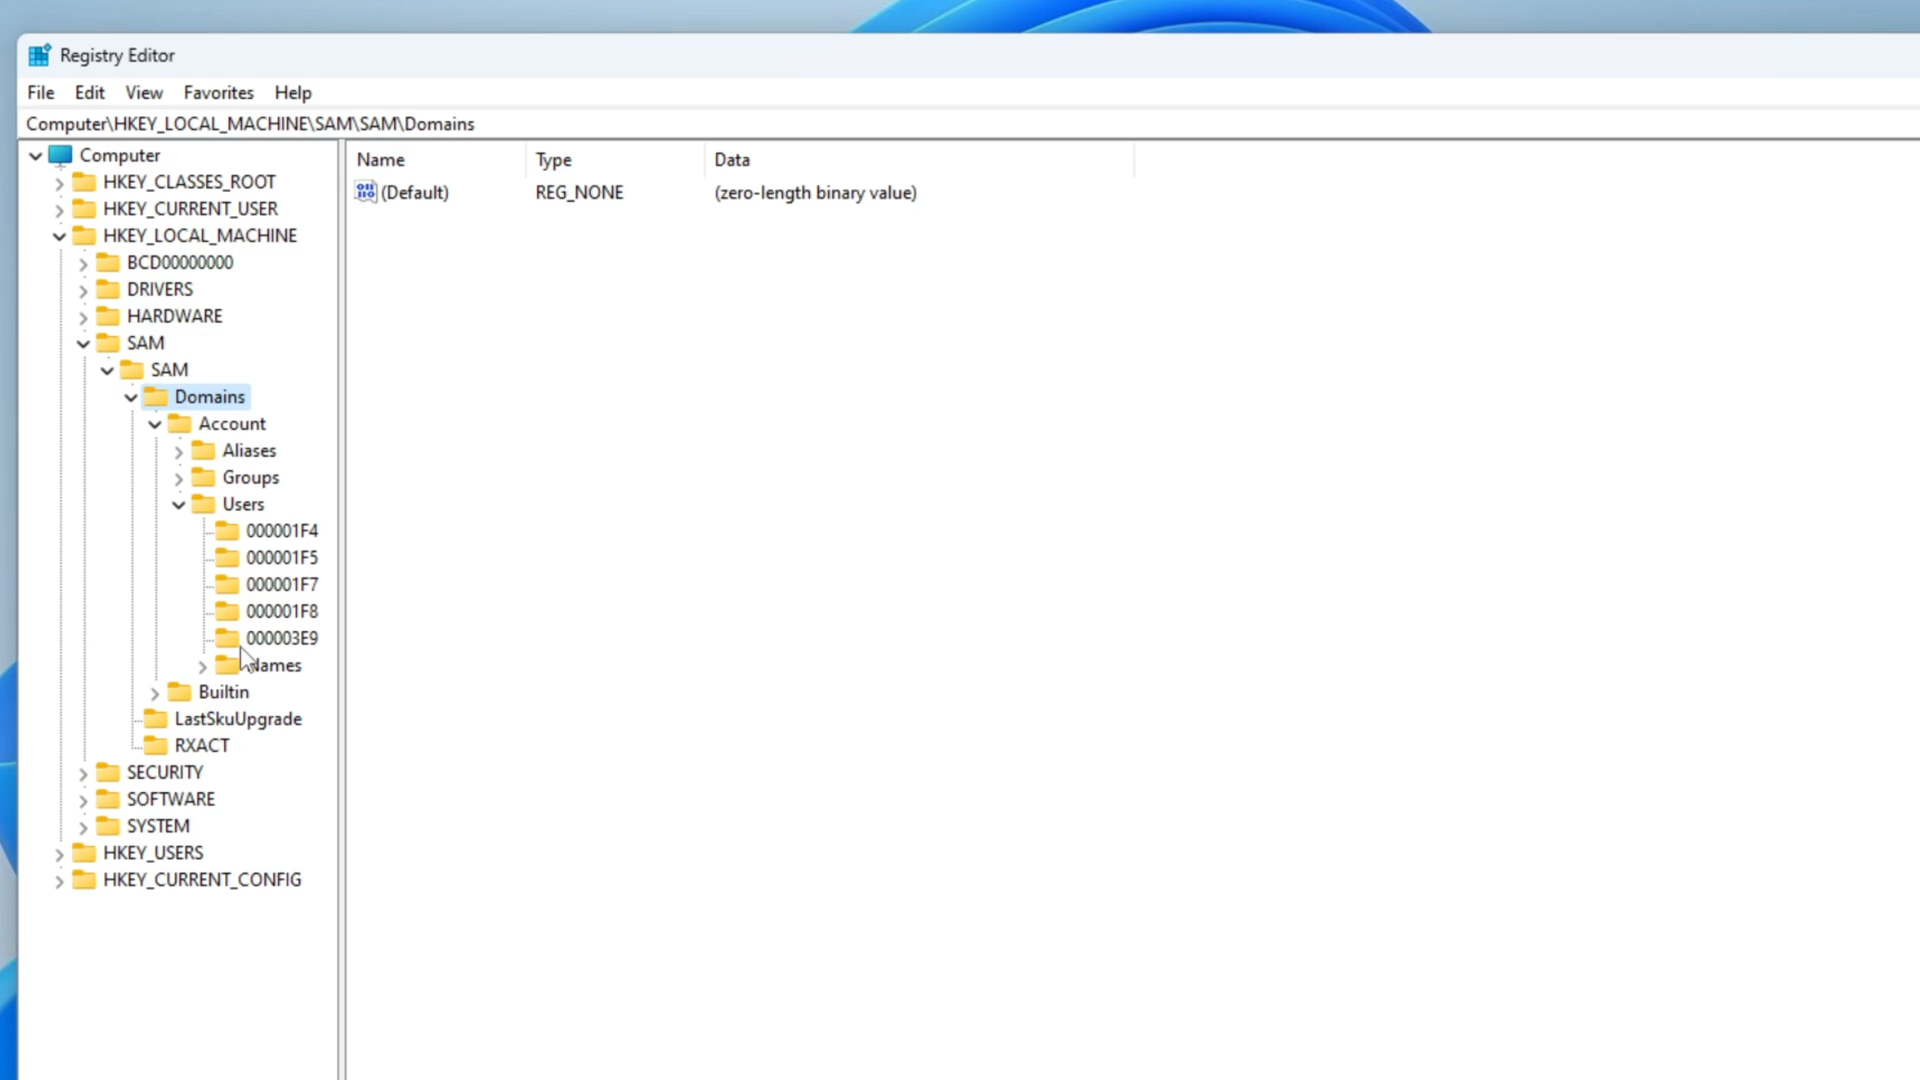 Registry Editor
File Edit View Favorites Help
Computer\HKEY_LOCAL_MACHINE\SAM\SAM\Domains
Name Type Data
(Default) REG_NONE (zero-length binary value)
Computer
HKEY_CLASSES_ROOT
HKEY_CURRENT_USER
HKEY_LOCAL_MACHINE
BCD00000000
DRIVERS
HARDWARE
SAM
SAM
Domains
Account
Aliases
Groups
Users
000001F4
000001F5
000001F7
000001F8
000003E9
Names
Builtin
LastSkuUpgrade
RXACT
SECURITY
SOFTWARE
SYSTEM
HKEY_USERS
HKEY_CURRENT_CONFIG